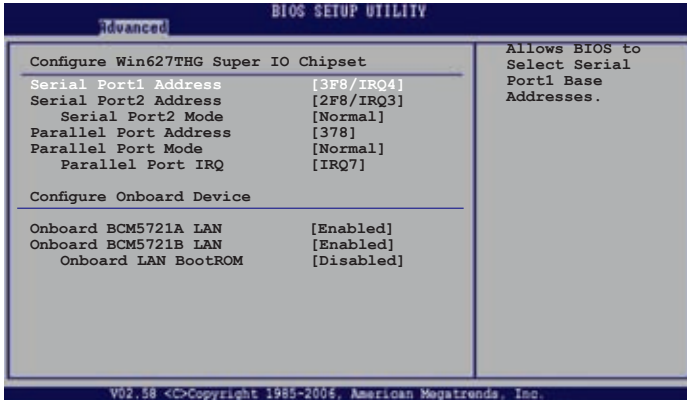 BIOS SETUP UTILITY
Advanced
Configure Win627THG Super IO Chipset
Serial Port1 Address [3F8/IRQ4]
Serial Port2 Address [2F8/IRQ3]
Serial Port2 Mode [Normal]
Parallel Port Address [378]
Parallel Port Mode [Normal]
Parallel Port IRQ [IRQ7]
Configure Onboard Device
Onboard BCM5721A LAN [Enabled]
Onboard BCM5721B LAN [Enabled]
Onboard LAN BootROM [Disabled]
Allows BIOS to
Select Serial
Port1 Base
Addresses.
V02.58 <C>Copyright 1985-2006, American Megatrends, Inc.